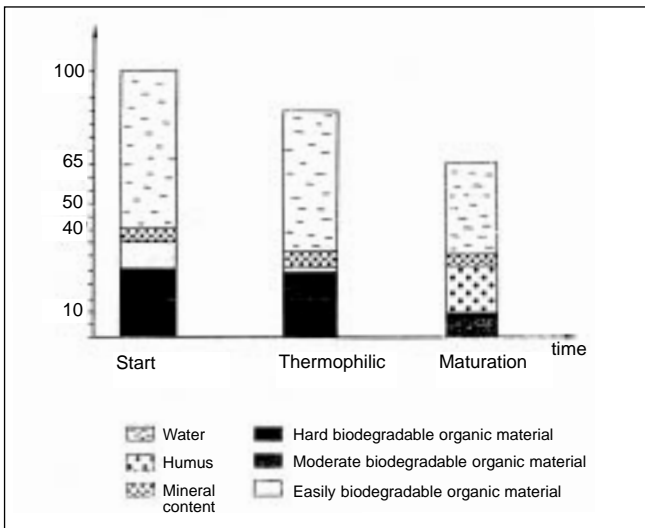 100
65
50
40
10
time
Start Thermophilic Maturation
Water Hard biodegradable organic material
Humus Moderate biodegradable organic material
Mineral content Easily biodegradable organic material